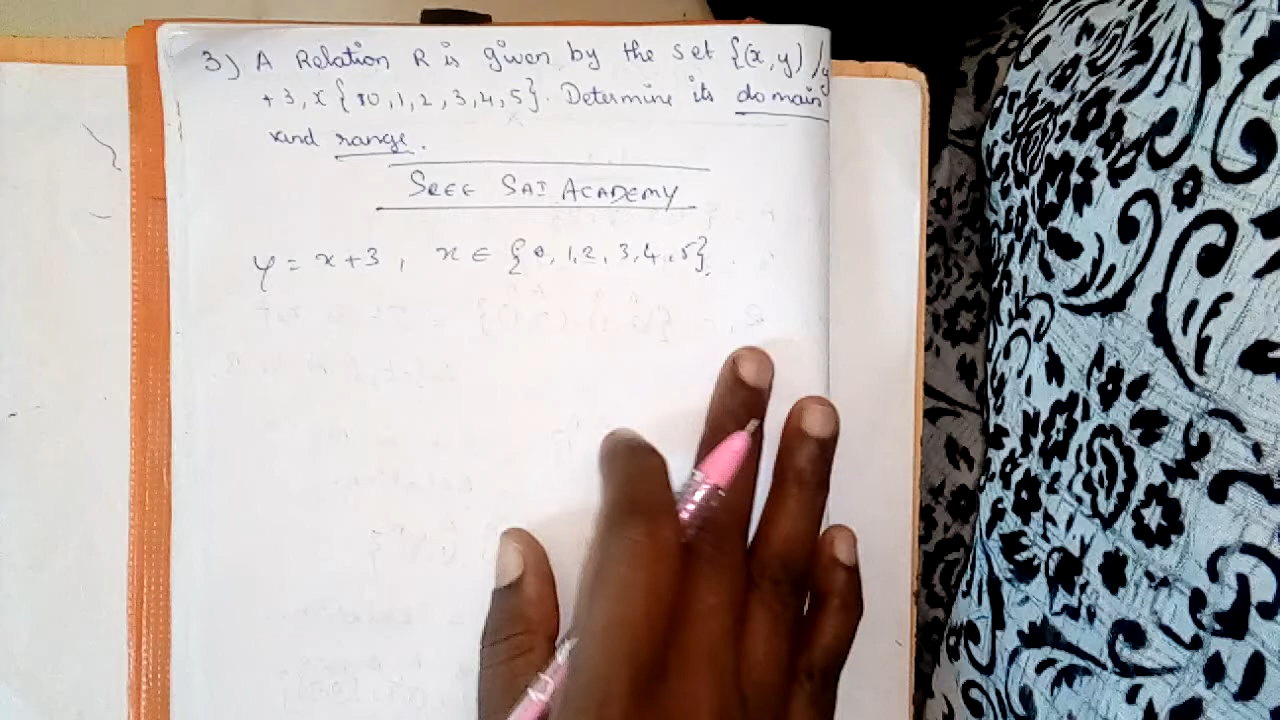 3) A Relation R is given by the set {(x,y) / y
+ 3, x { 0, 1, 2, 3, 4, 5}. Determine its domain
and range.
SREE SAI ACADEMY
y = x + 3 , x ∈ { 0, 1, 2, 3, 4, 5}.